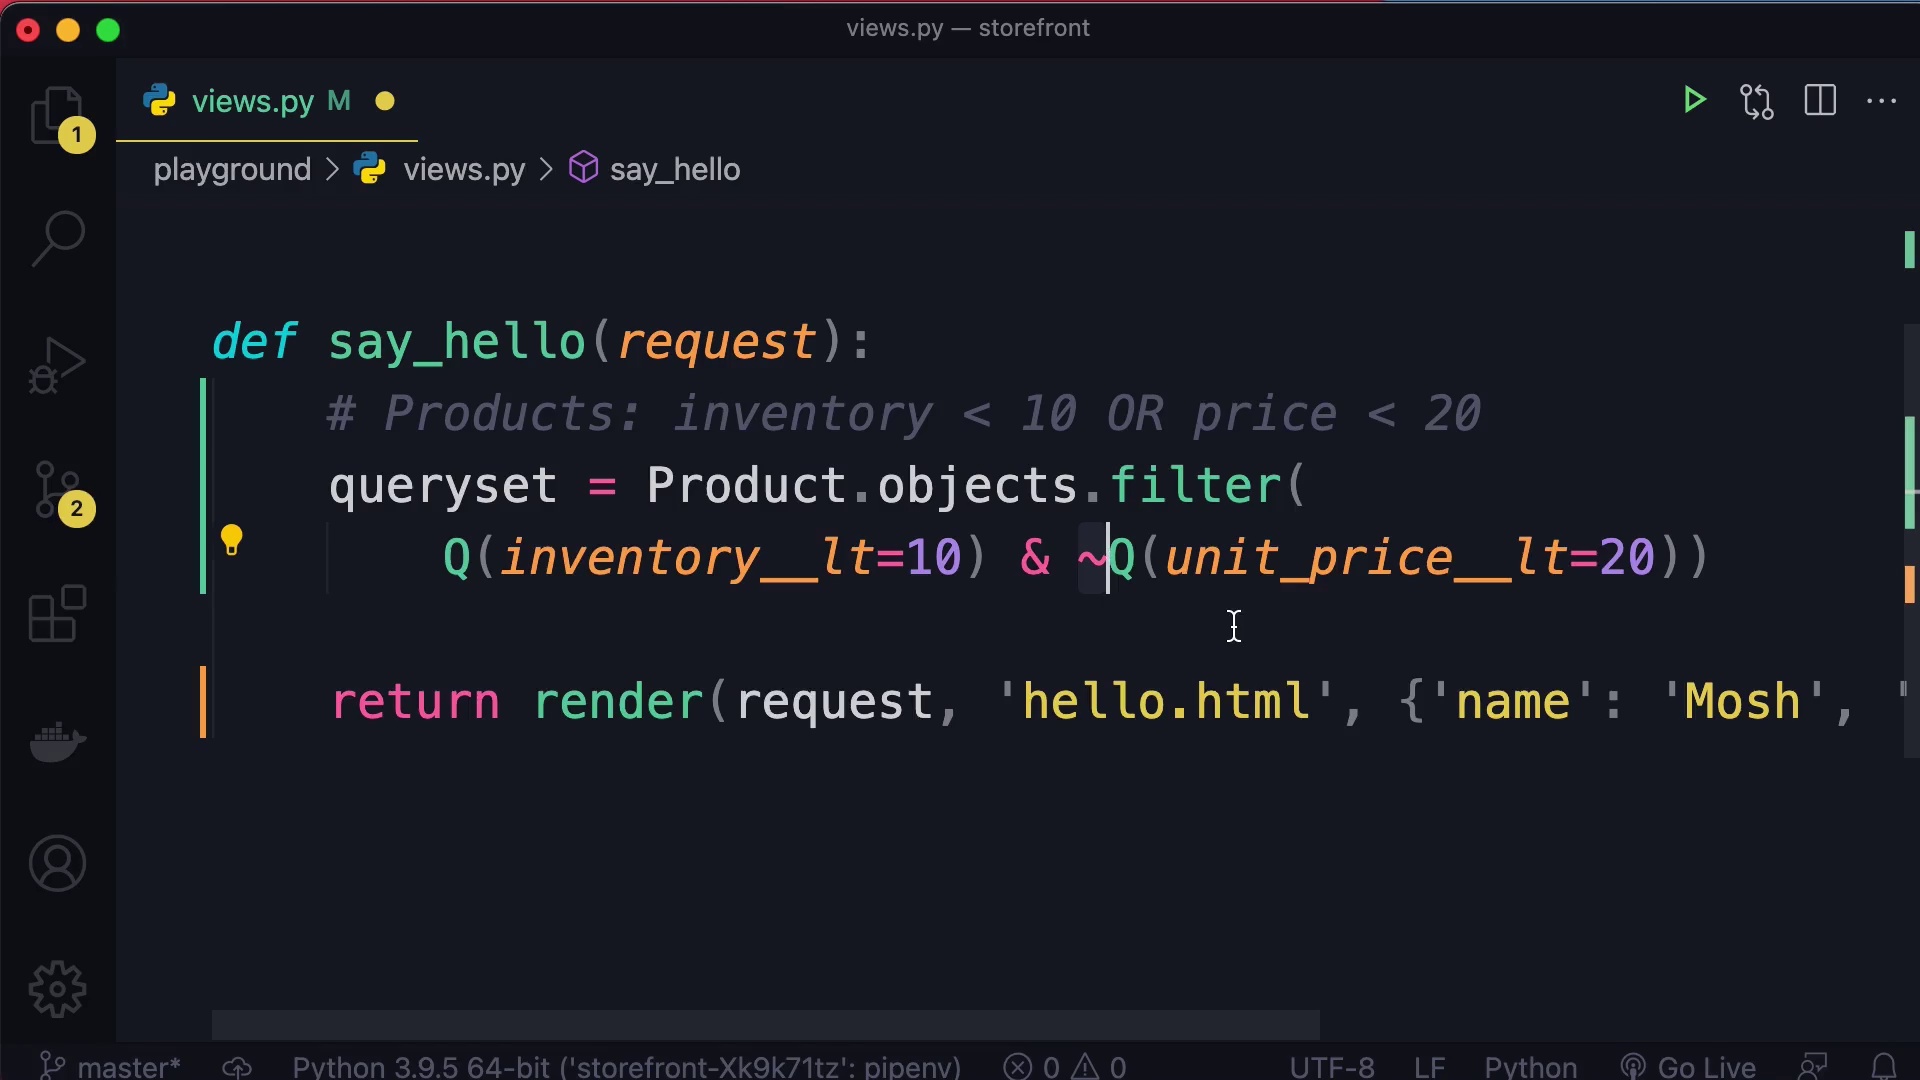 views.py — storefront
views.py M
1
playground > views.py > say_hello
def say_hello(request):
# Products: inventory < 10 OR price < 20
queryset = Product.objects.filter(
Q(inventory__lt=10) & ~Q(unit_price__lt=20))
return render(request, 'hello.html', {'name': 'Mosh', '
2
master*
Python 3.9.5 64-bit ('storefront-Xk9k71tz': pipenv)
0
0
UTF-8
LF
Python
Go Live